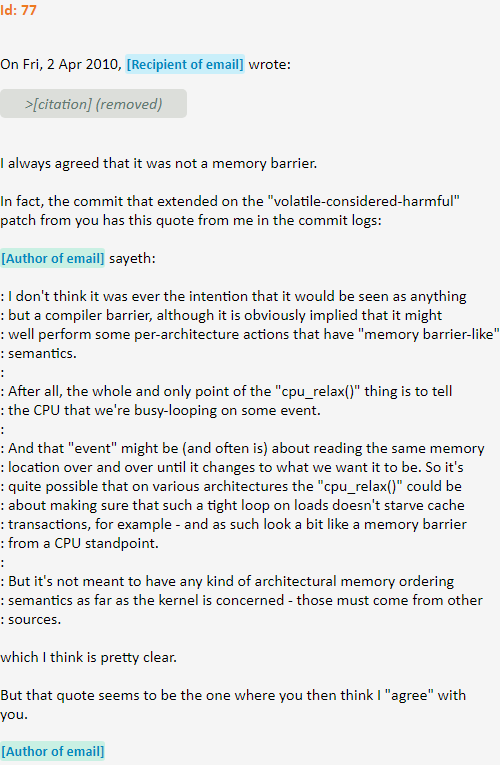 Id: 77
On Fri, 2 Apr 2010, [Recipient of email] wrote:
>[citation] (removed)
I always agreed that it was not a memory barrier.
In fact, the commit that extended on the "volatile-considered-harmful"
patch from you has this quote from me in the commit logs:
[Author of email] sayeth:
: I don't think it was ever the intention that it would be seen as anything
: but a compiler barrier, although it is obviously implied that it might
: well perform some per-architecture actions that have "memory barrier-like"
: semantics.
:
: After all, the whole and only point of the "cpu_relax()" thing is to tell
: the CPU that we're busy-looping on some event.
:
: And that "event" might be (and often is) about reading the same memory
: location over and over until it changes to what we want it to be. So it's
: quite possible that on various architectures the "cpu_relax()" could be
: about making sure that such a tight loop on loads doesn't starve cache
: transactions, for example - and as such look a bit like a memory barrier
: from a CPU standpoint.
:
: But it's not meant to have any kind of architectural memory ordering
: semantics as far as the kernel is concerned - those must come from other
: sources.
which I think is pretty clear.
But that quote seems to be the one where you then think I "agree" with
you.
[Author of email]